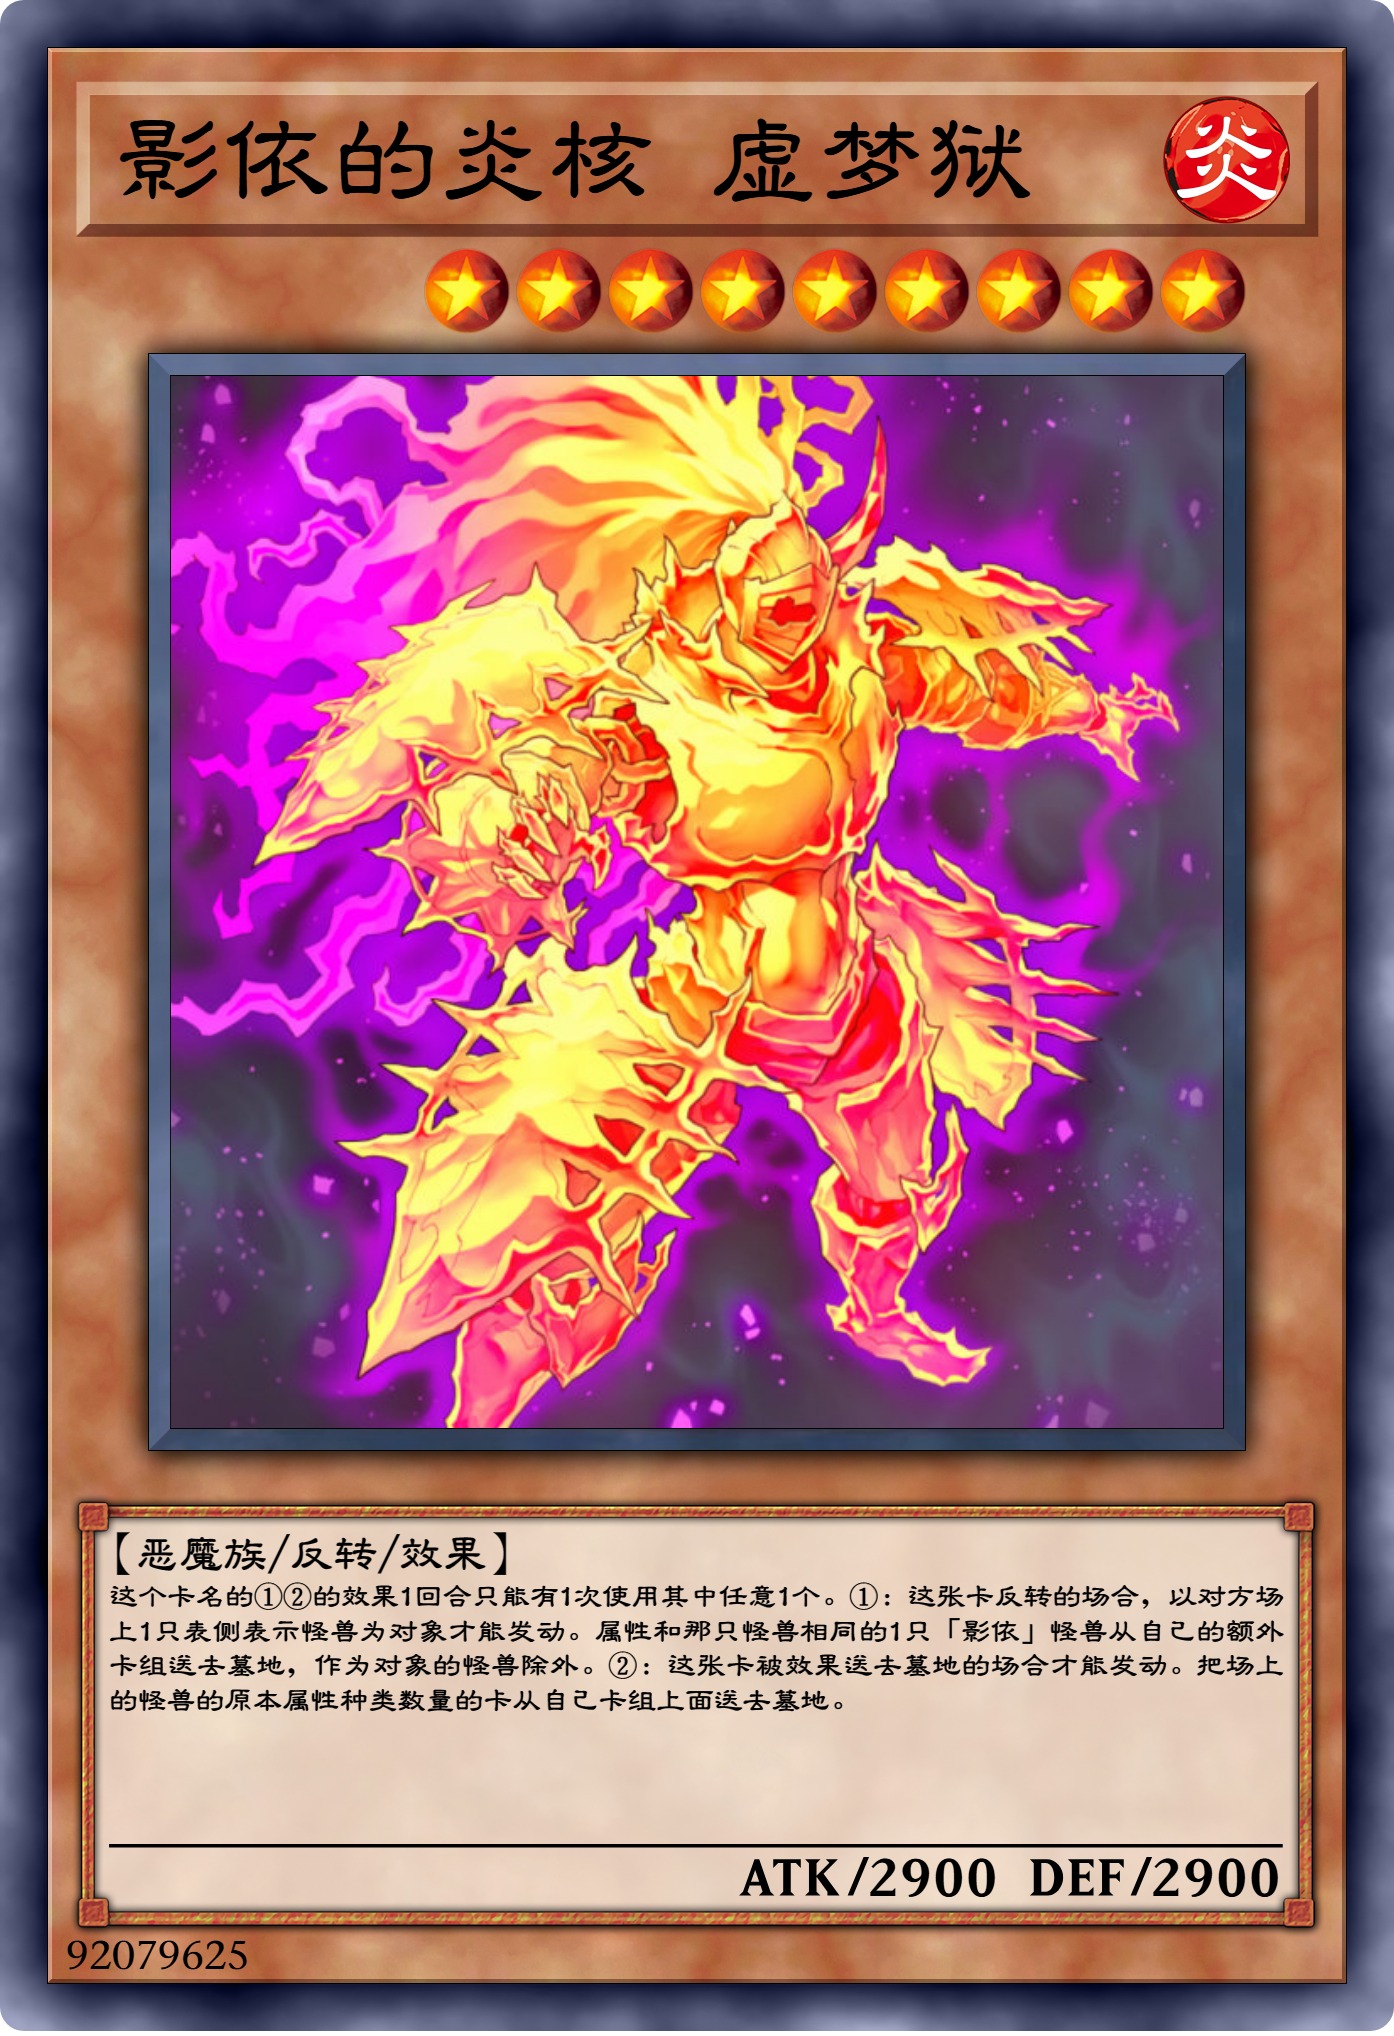 影依的炎核 虚梦狱
炎
【恶魔族/反转/效果】
这个卡名的①②的效果1回合只能有1次使用其中任意1个。①：这张卡反转的场合，以对方场
上1只表侧表示怪兽为对象才能发动。属性和那只怪兽相同的1只「影依」怪兽从自己的额外
卡组送去墓地，作为对象的怪兽除外。②：这张卡被效果送去墓地的场合才能发动。把场上
的怪兽的原本属性种类数量的卡从自己卡组上面送去墓地。
ATK/2900 DEF/2900
92079625